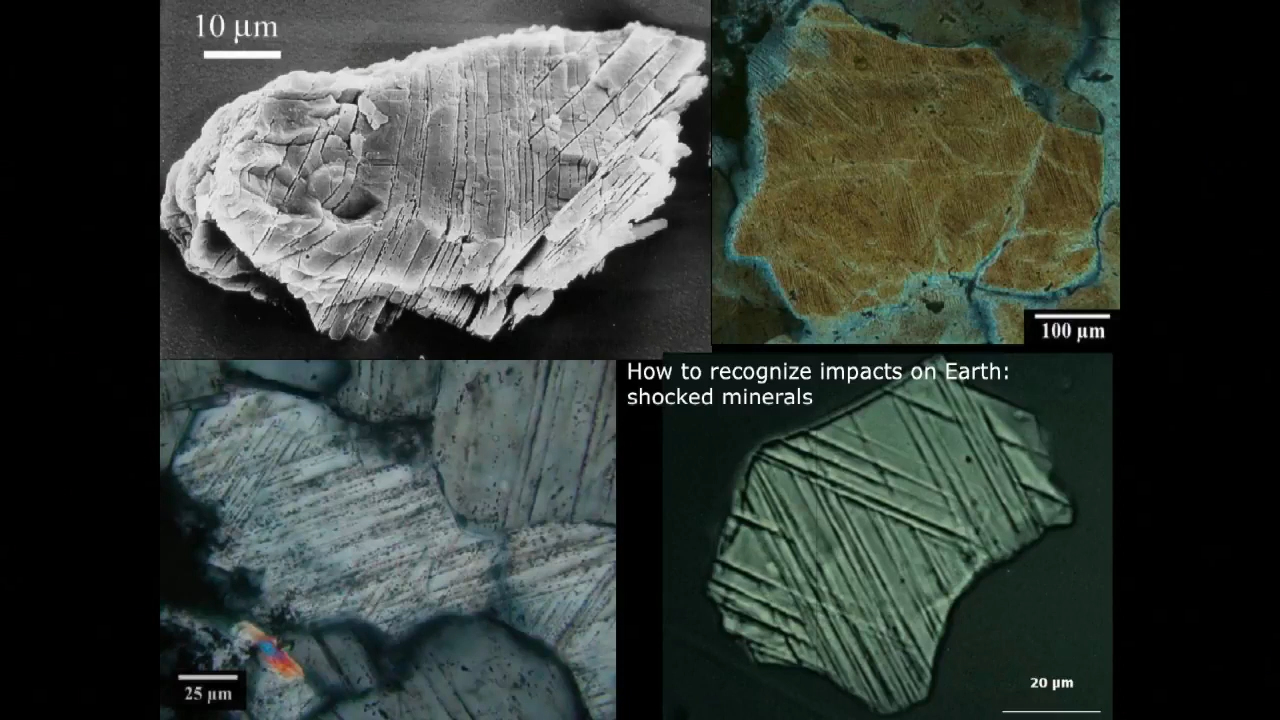 10 µm
100 µm
How to recognize impacts on Earth:
shocked minerals
25 µm
20 µm